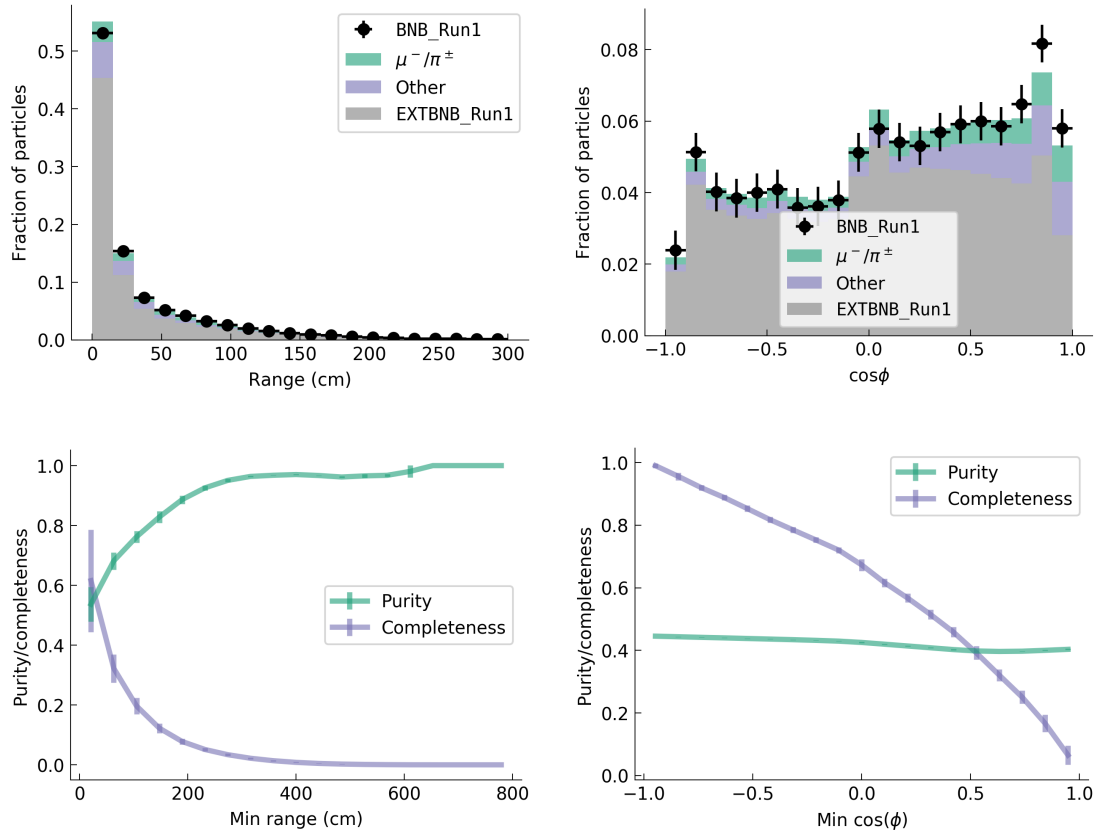 Fraction of particles
0.5
0.4
0.3
0.2
0.1
0.0
0 50 100 150 200 250 300
Range (cm)
BNB_Run1
μ⁻/π±
Other
EXTBNB_Run1
Fraction of particles
0.08
0.06
0.04
0.02
0.00
−1.0 −0.5 0.0 0.5 1.0
cosϕ
BNB_Run1
μ⁻/π±
Other
EXTBNB_Run1
Purity/completeness
1.0
0.8
0.6
0.4
0.2
0.0
0 200 400 600 800
Min range (cm)
Purity
Completeness
Purity/completeness
1.0
0.8
0.6
0.4
0.2
0.0
−1.0 −0.5 0.0 0.5 1.0
Min cos(ϕ)
Purity
Completeness